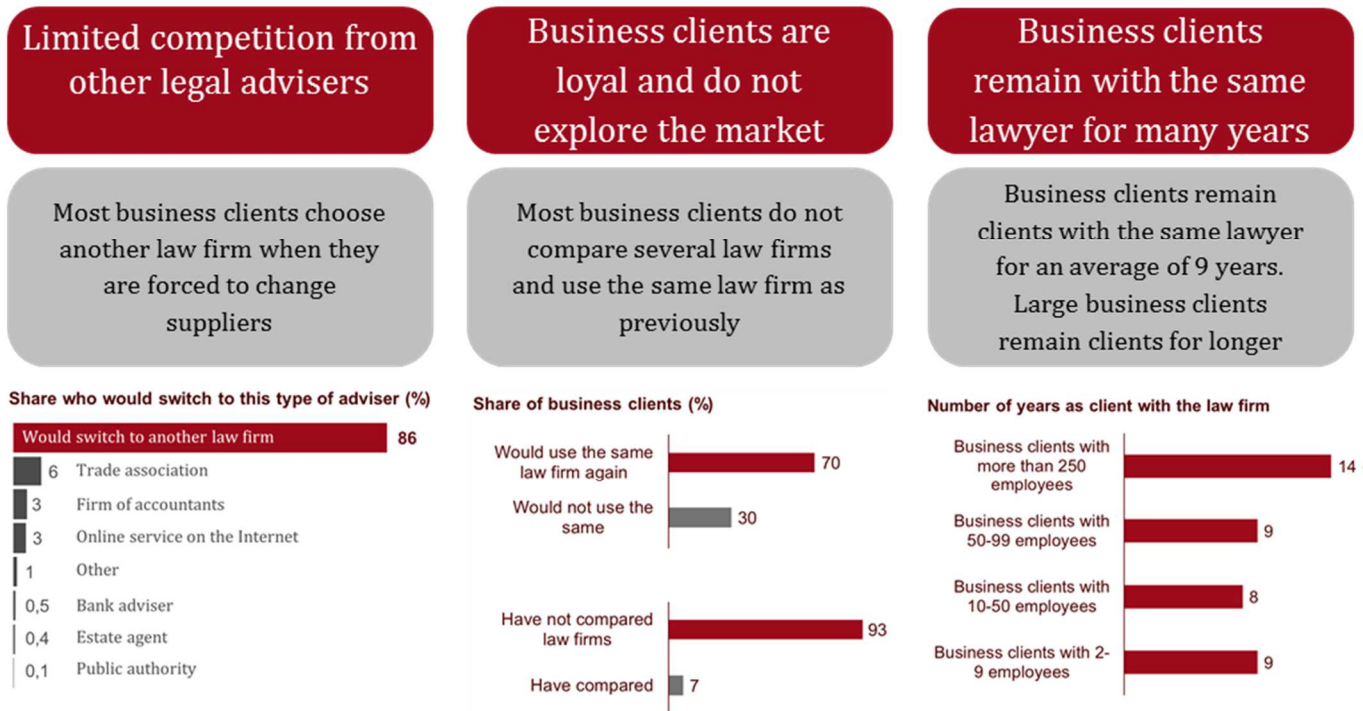 Limited competition from
other legal advisers
Most business clients choose
another law firm when they
are forced to change
suppliers
Share who would switch to this type of adviser (%)
Would switch to another law firm 86
6 Trade association
3 Firm of accountants
3 Online service on the Internet
1 Other
0,5 Bank adviser
0,4 Estate agent
0,1 Public authority
Business clients are
loyal and do not
explore the market
Most business clients do not
compare several law firms
and use the same law firm as
previously
Share of business clients (%)
Would use the same
law firm again
70
Would not use the
same
30
Have not compared
law firms
93
Have compared 7
Business clients
remain with the same
lawyer for many years
Business clients remain
clients with the same lawyer
for an average of 9 years.
Large business clients
remain clients for longer
Number of years as client with the law firm
Business clients with
more than 250
employees
14
Business clients with
50-99 employees
9
Business clients with
10-50 employees
8
Business clients with 2-
9 employees
9